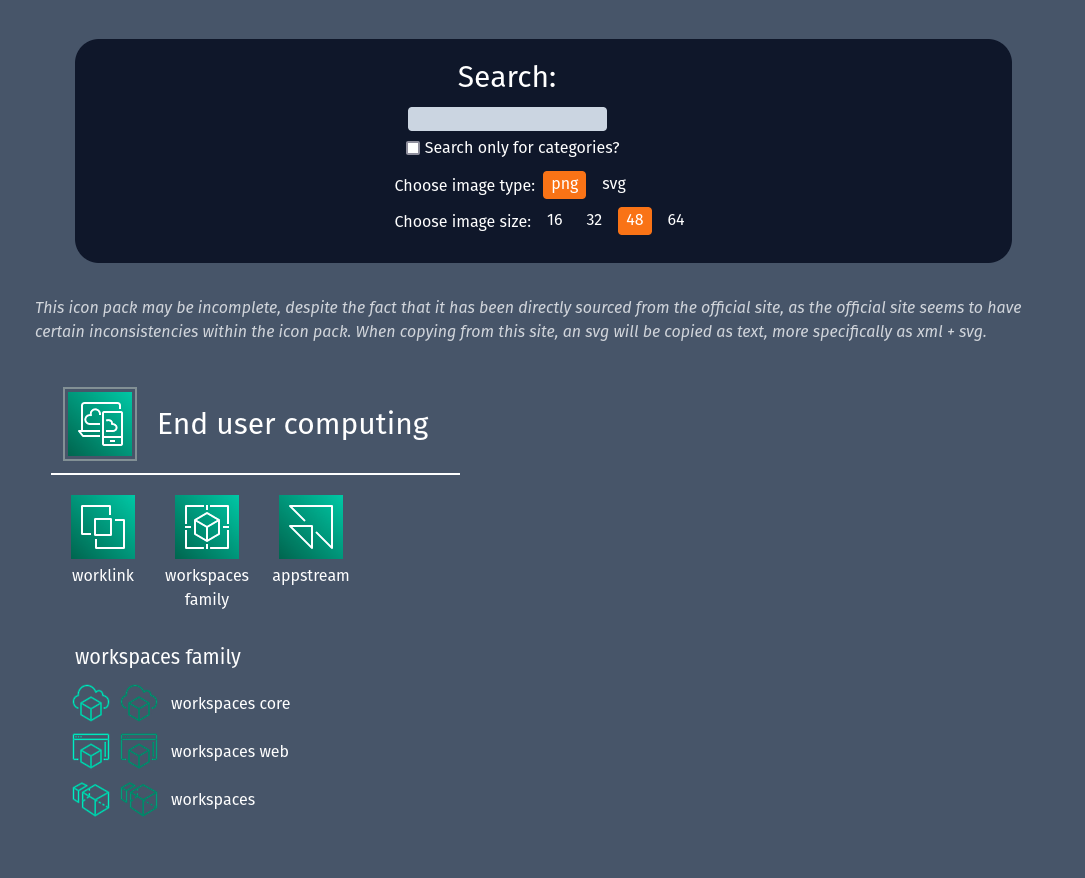 Search:
Search only for categories?
Choose image type: png svg
Choose image size: 16 32 48 64
This icon pack may be incomplete, despite the fact that it has been directly sourced from the official site, as the official site seems to have
certain inconsistencies within the icon pack. When copying from this site, an svg will be copied as text, more specifically as xml + svg.
End user computing
worklink
workspaces
family
appstream
workspaces family
workspaces core
workspaces web
workspaces